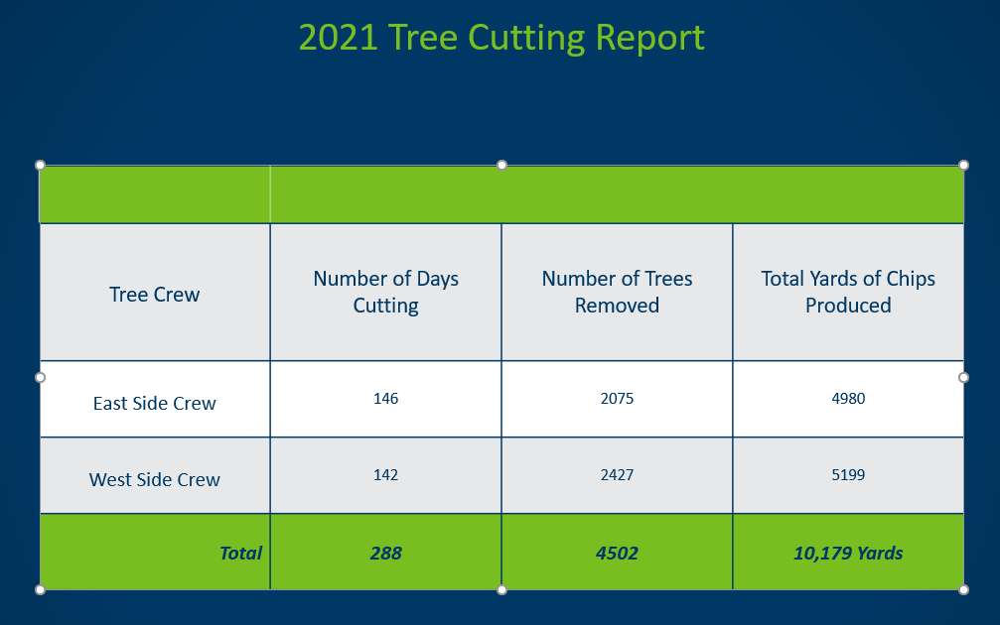 2021 Tree Cutting Report
Tree Crew
Number of Days
Cutting
Number of Trees
Removed
Total Yards of Chips
Produced
East Side Crew
146
2075
4980
West Side Crew
142
2427
5199
Total
288
4502
10,179 Yards